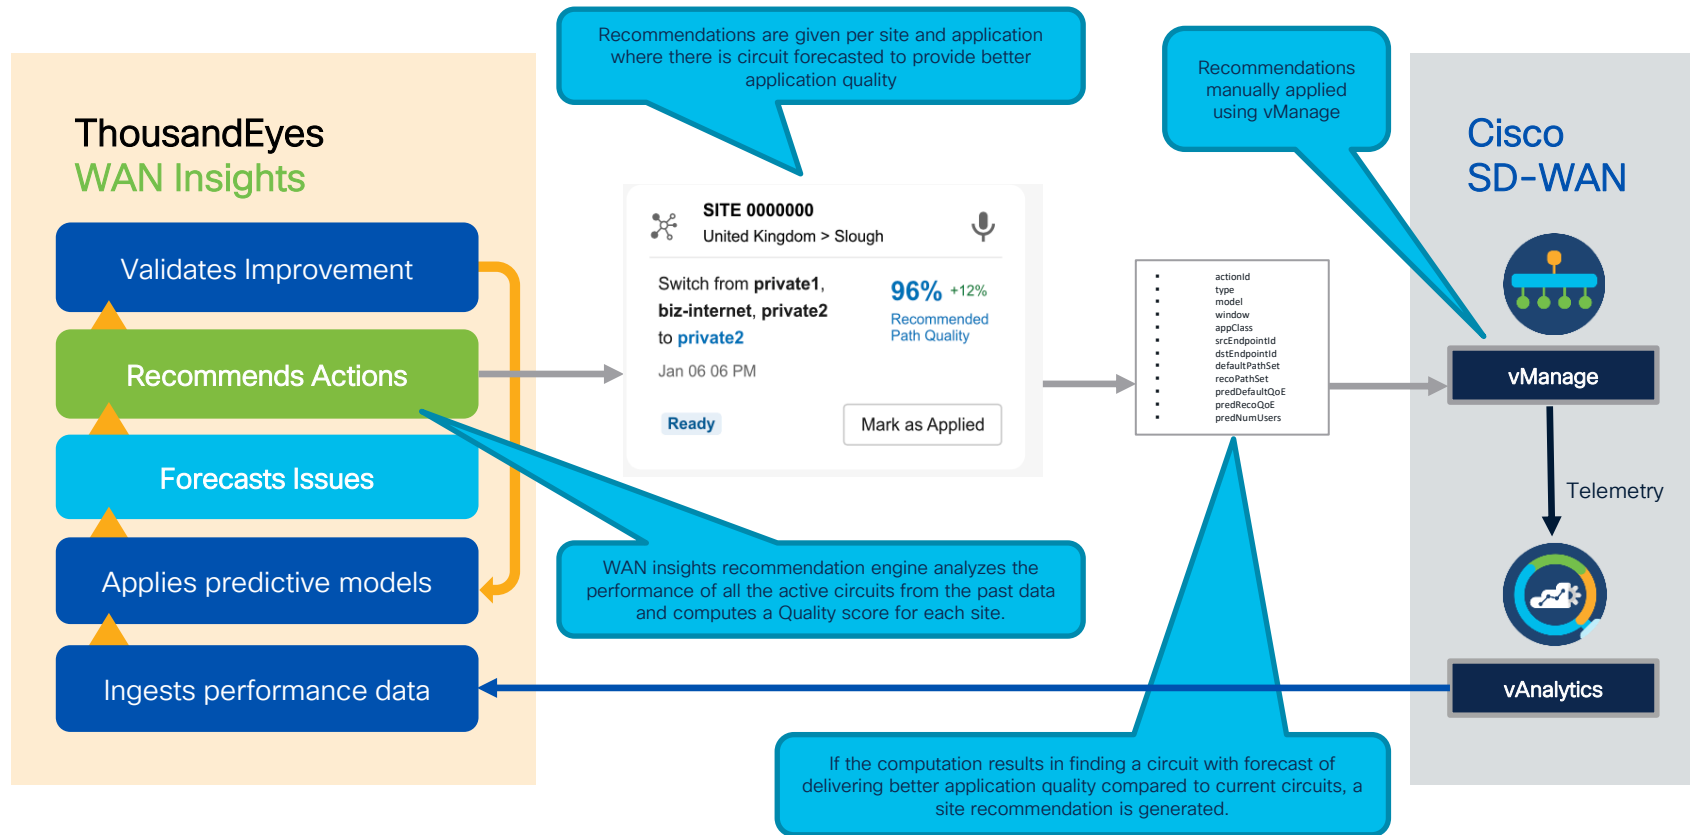 Recommendations are given per site and application
where there is circuit forecasted to provide better
application quality
Recommendations
manually applied
using vManage
ThousandEyes
WAN Insights
Cisco
SD-WAN
Validates Improvement
Recommends Actions
Forecasts Issues
Applies predictive models
Ingests performance data
SITE 0000000
United Kingdom > Slough
Switch from private1,
biz-internet, private2
to private2
96% +12%
Recommended
Path Quality
Jan 06 06 PM
Ready
Mark as Applied
▪ actionId
▪ type
▪ model
▪ window
▪ appClass
▪ srcEndpointId
▪ dstEndpointId
▪ defaultPathSet
▪ recoPathSet
▪ predDefaultQoE
▪ predRecoQoE
▪ predNumUsers
vManage
Telemetry
vAnalytics
WAN insights recommendation engine analyzes the
performance of all the active circuits from the past data
and computes a Quality score for each site.
If the computation results in finding a circuit with forecast of
delivering better application quality compared to current circuits, a
site recommendation is generated.